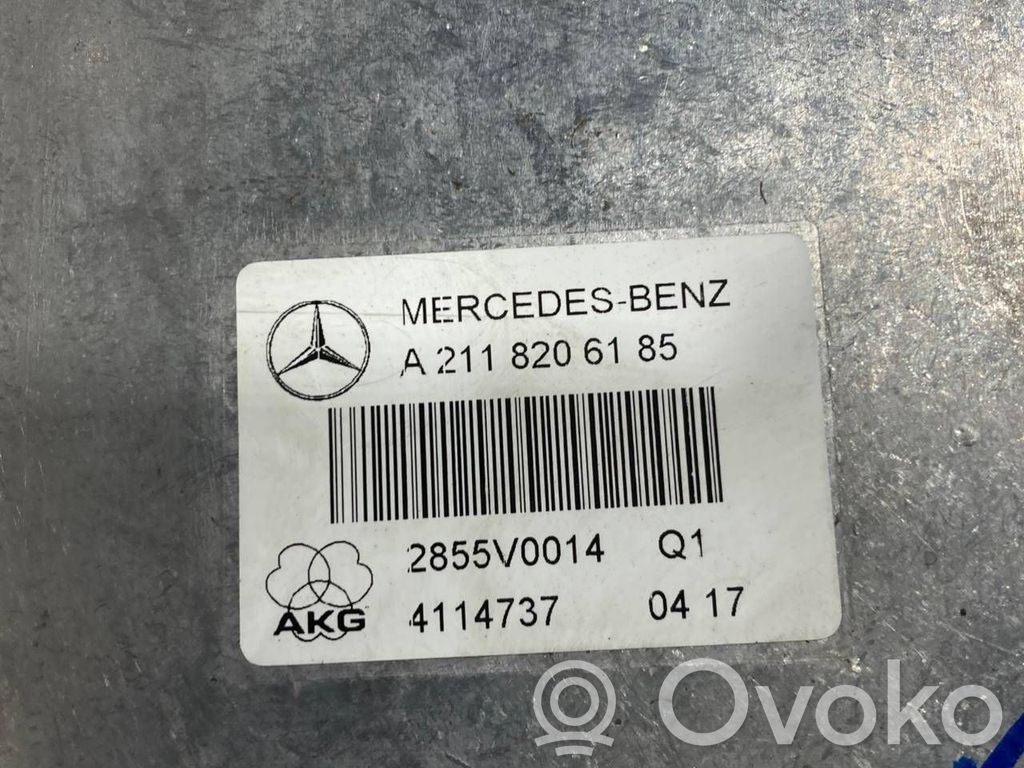 MERCEDES-BENZ
A 211 820 61 85
2855V0014 Q1
AKG 4114737 04 17
Ovoko